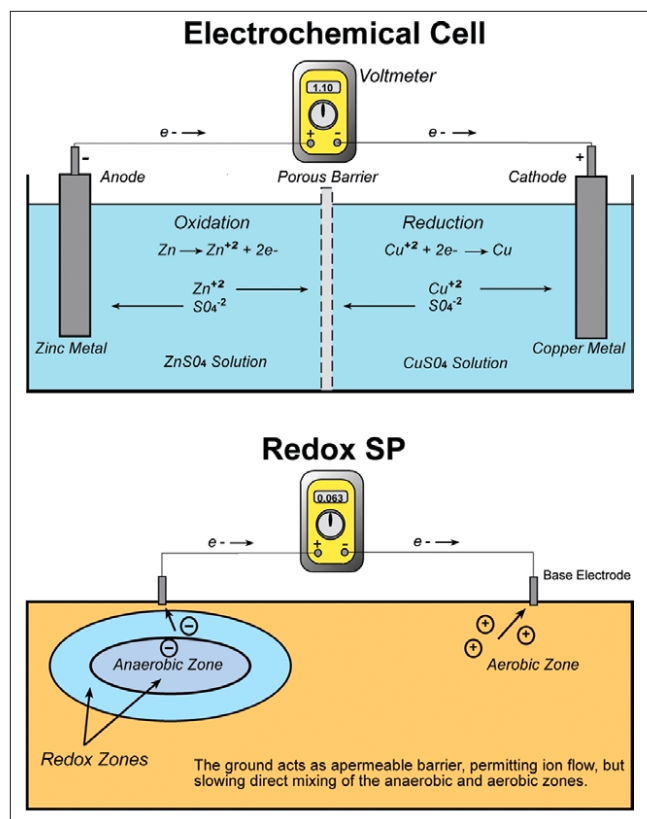 Electrochemical Cell
Voltmeter
1.10
+ -
e- → e- →
- +
Anode Porous Barrier Cathode
Oxidation Reduction
Zn → Zn+2 + 2e- Cu+2 + 2e- → Cu
Zn+2 Cu+2
S04-2 S04-2
Zinc Metal Copper Metal
ZnS04 Solution CuS04 Solution
Redox SP
0.063
+ -
e- → e- →
Base Electrode
- + + +
-
Anaerobic Zone Aerobic Zone
Redox Zones
The ground acts as apermeable barrier, permitting ion flow, but
slowing direct mixing of the anaerobic and aerobic zones.